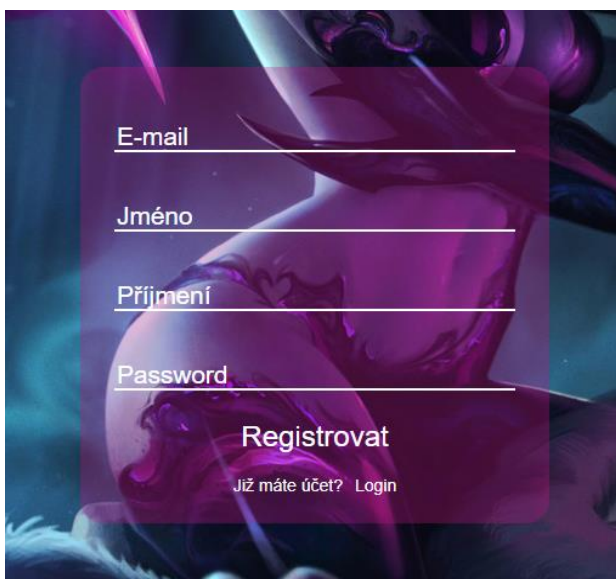 E-mail
Jméno
Příjmení
Password
Registrovat
Již máte účet? Login